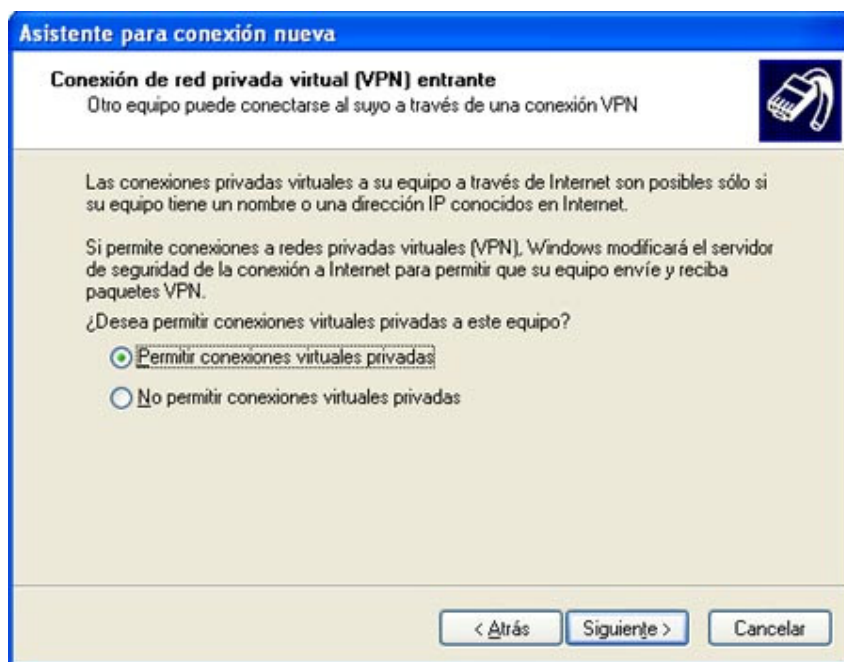 Asistente para conexión nueva
Conexión de red privada virtual (VPN) entrante
Otro equipo puede conectarse al suyo a través de una conexión VPN
Las conexiones privadas virtuales a su equipo a través de Internet son posibles sólo si
su equipo tiene un nombre o una dirección IP conocidos en Internet.
Si permite conexiones a redes privadas virtuales (VPN), Windows modificará el servidor
de seguridad de la conexión a Internet para permitir que su equipo envíe y reciba
paquetes VPN.
¿Desea permitir conexiones virtuales privadas a este equipo?
Permitir conexiones virtuales privadas
No permitir conexiones virtuales privadas
< Atrás Siguiente > Cancelar